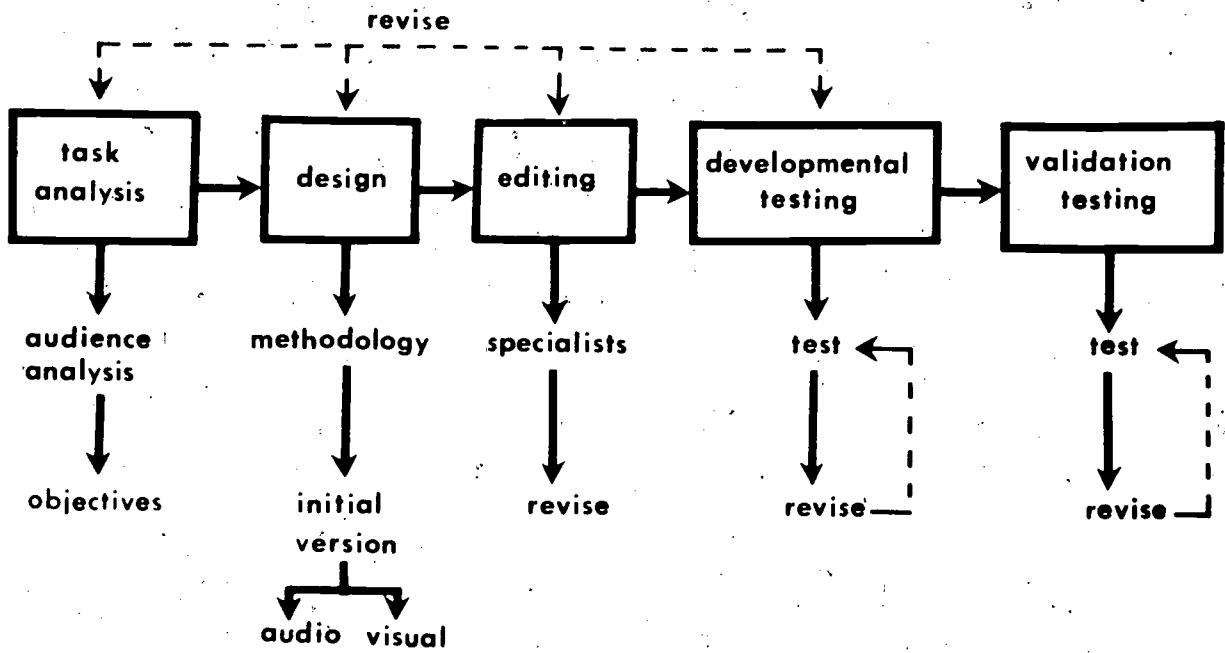 revise
task
analysis
design
editing
developmental
testing
validation
testing
audience
analysis
methodology
specialists
test
test
objectives
initial
version
revise
revise
revise
audio visual